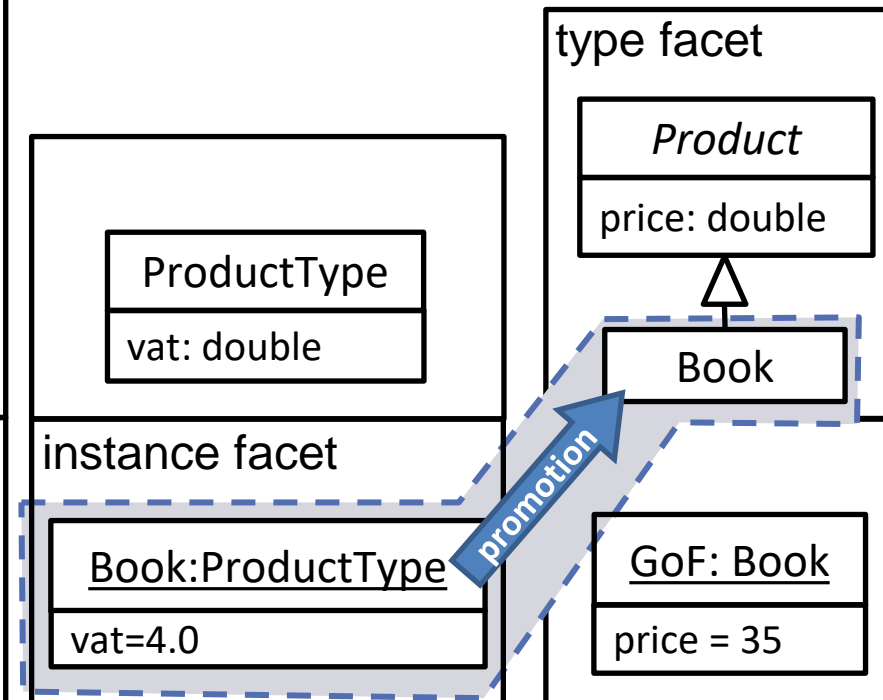 type facet
Product
price: double
ProductType
vat: double
Book
instance facet
promotion
Book:ProductType
vat=4.0
GoF: Book
price = 35